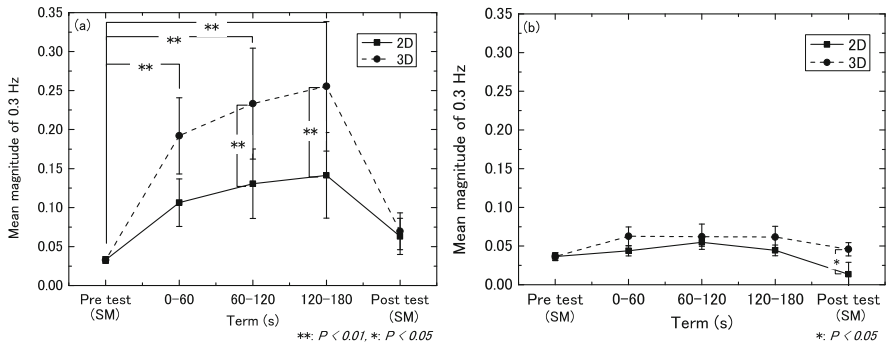 (a)
2D
3D
**
**
**
**
**
0.35
0.30
0.25
0.20
0.15
0.10
0.05
0.00
Mean magnitude of 0.3 Hz
Pre test (SM)
0-60
60-120
120-180
Post test (SM)
Term (s)
**: P < 0.01, *: P < 0.05
(b)
2D
3D
*
0.35
0.30
0.25
0.20
0.15
0.10
0.05
0.00
Mean magnitude of 0.3 Hz
Pre test (SM)
0-60
60-120
120-180
Post test (SM)
Term (s)
*: P < 0.05